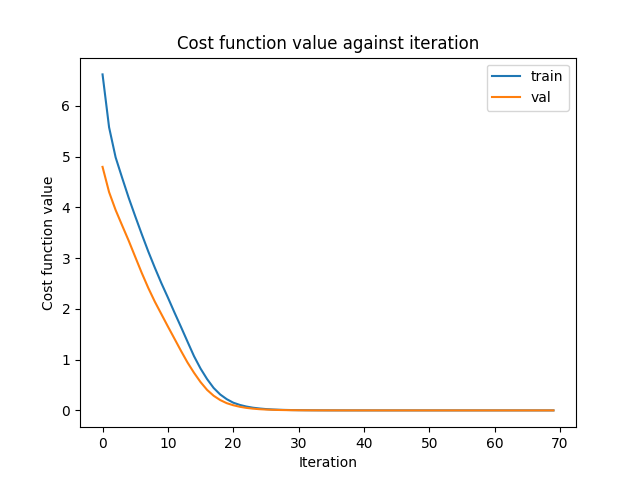 Cost function value against iteration
train
val
Cost function value
6
5
4
3
2
1
0
0 10 20 30 40 50 60 70
Iteration